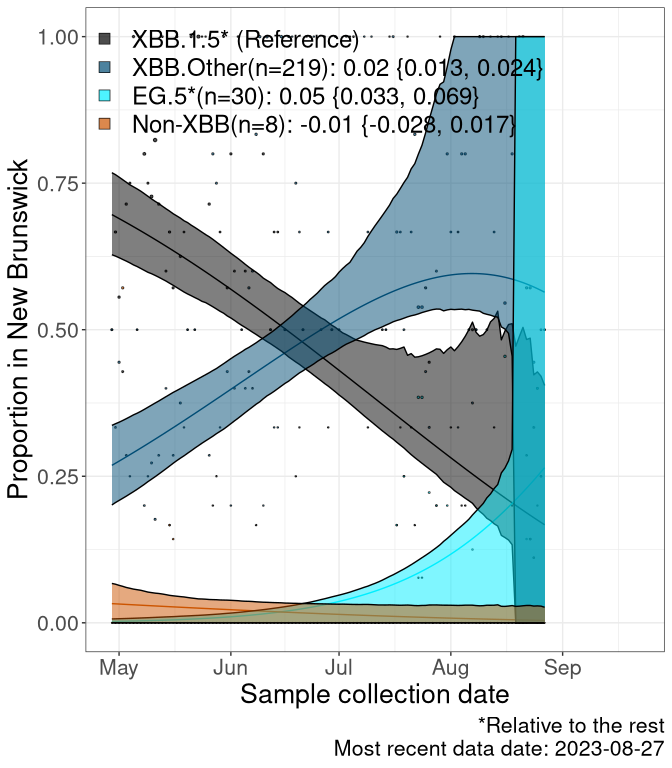 XBB.1.5* (Reference)
XBB.Other(n=219): 0.02 {0.013, 0.024}
EG.5*(n=30): 0.05 {0.033, 0.069}
Non-XBB(n=8): -0.01 {-0.028, 0.017}
1.00
0.75
0.50
0.25
0.00
Proportion in New Brunswick
May Jun Jul Aug Sep
Sample collection date
*Relative to the rest
Most recent data date: 2023-08-27